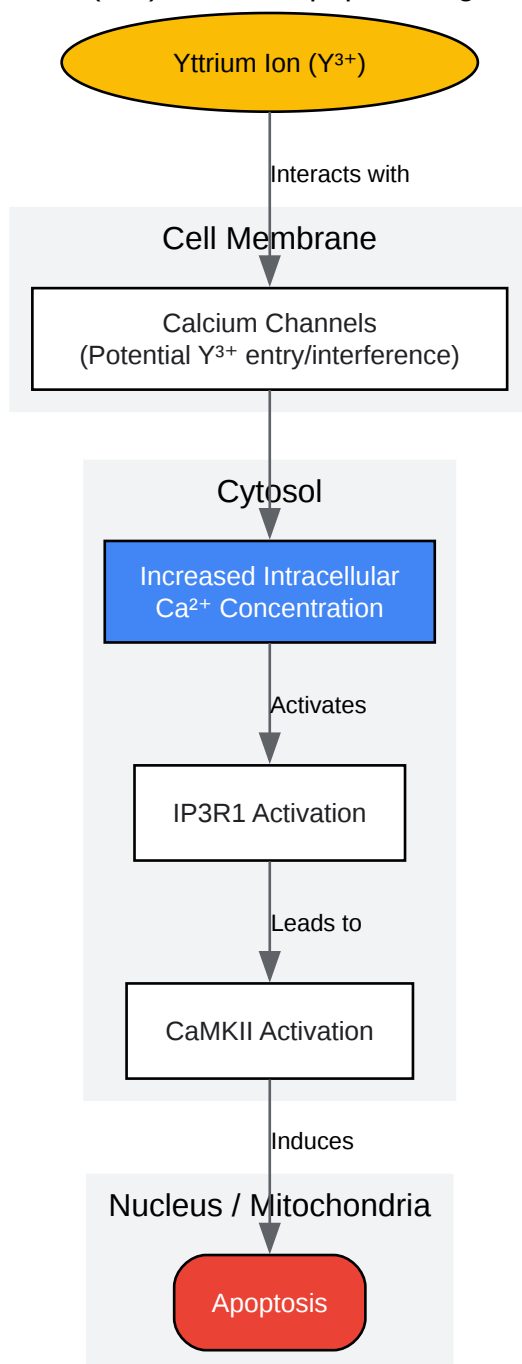 Yttrium Ion (Y³⁺)
Interacts with
Cell Membrane
Calcium Channels
(Potential Y³⁺ entry/interference)
Cytosol
Increased Intracellular
Ca²⁺ Concentration
Activates
IP3R1 Activation
Leads to
CaMKII Activation
Induces
Nucleus / Mitochondria
Apoptosis